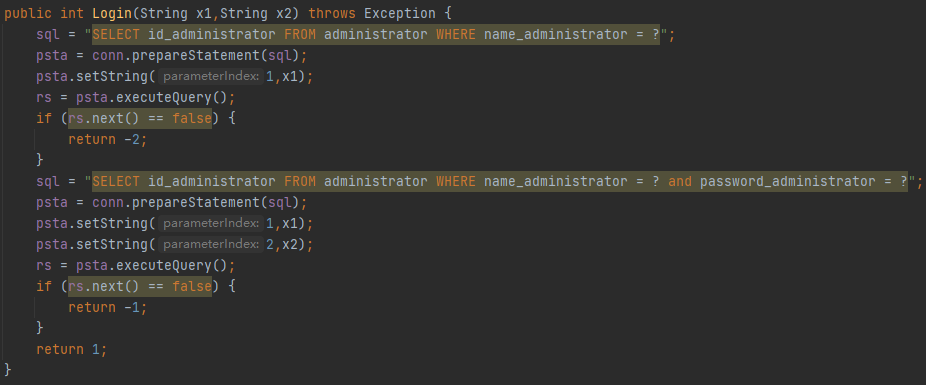 public int Login(String x1,String x2) throws Exception {
    sql = "SELECT id_administrator FROM administrator WHERE name_administrator = ?";
    psta = conn.prepareStatement(sql);
    psta.setString( parameterIndex: 1,x1);
    rs = psta.executeQuery();
    if (rs.next() == false) {
        return -2;
    }
    sql = "SELECT id_administrator FROM administrator WHERE name_administrator = ? and password_administrator = ?";
    psta = conn.prepareStatement(sql);
    psta.setString( parameterIndex: 1,x1);
    psta.setString( parameterIndex: 2,x2);
    rs = psta.executeQuery();
    if (rs.next() == false) {
        return -1;
    }
    return 1;
}